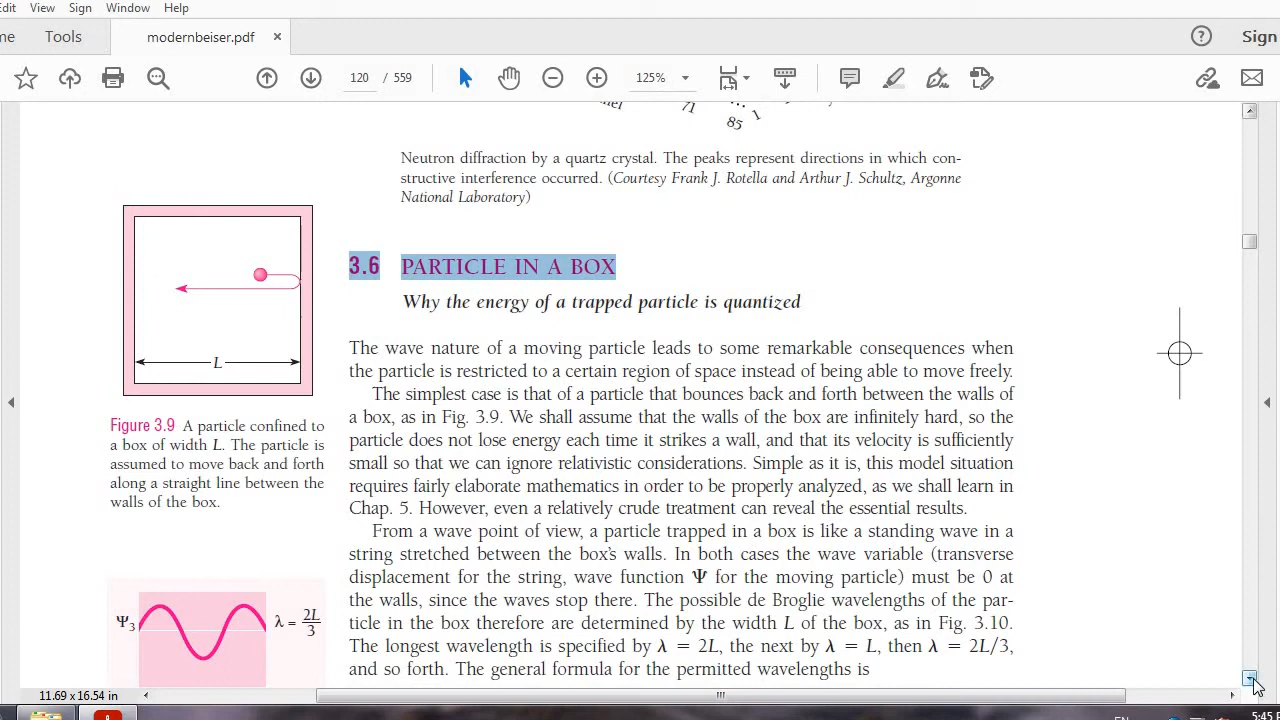 Edit View Sign Window Help
Tools modernbeiser.pdf × ? Sign
120 / 559 125%
71
85 1
Neutron diffraction by a quartz crystal. The peaks represent directions in which con-
structive interference occurred. (Courtesy Frank J. Rotella and Arthur J. Schultz, Argonne
National Laboratory)
3.6 PARTICLE IN A BOX
Why the energy of a trapped particle is quantized
L
Figure 3.9 A particle confined to
a box of width L. The particle is
assumed to move back and forth
along a straight line between the
walls of the box.
The wave nature of a moving particle leads to some remarkable consequences when
the particle is restricted to a certain region of space instead of being able to move freely.
The simplest case is that of a particle that bounces back and forth between the walls of
a box, as in Fig. 3.9. We shall assume that the walls of the box are infinitely hard, so the
particle does not lose energy each time it strikes a wall, and that its velocity is sufficiently
small so that we can ignore relativistic considerations. Simple as it is, this model situation
requires fairly elaborate mathematics in order to be properly analyzed, as we shall learn in
Chap. 5. However, even a relatively crude treatment can reveal the essential results.
From a wave point of view, a particle trapped in a box is like a standing wave in a
string stretched between the box's walls. In both cases the wave variable (transverse
displacement for the string, wave function Ψ for the moving particle) must be 0 at
the walls, since the waves stop there. The possible de Broglie wavelengths of the par-
ticle in the box therefore are determined by the width L of the box, as in Fig. 3.10.
The longest wavelength is specified by λ = 2L, the next by λ = L, then λ = 2L/3,
and so forth. The general formula for the permitted wavelengths is
Ψ₃ λ = 2L/3
11.69 x 16.54 in
EN 5:45